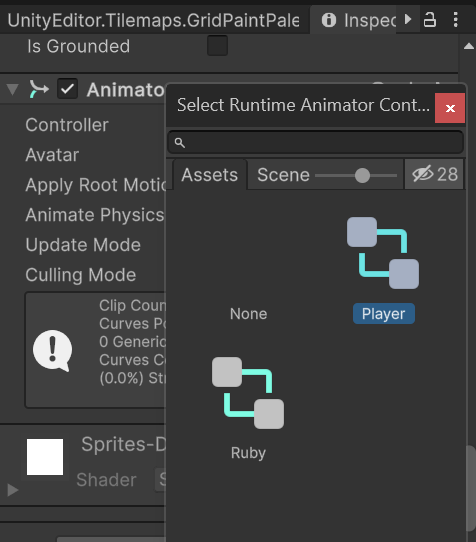 UnityEditor.Tilemaps.GridPaintPale
Inspec
Is Grounded
Animato
Select Runtime Animator Cont...
Controller
Avatar
Apply Root Motio
Animate Physics
Update Mode
Culling Mode
Assets
Scene
28
None
Player
Ruby
Clip Coun
Curves Po
0 Generic
Curves Co
(0.0%) Str
Sprites-D
Shader